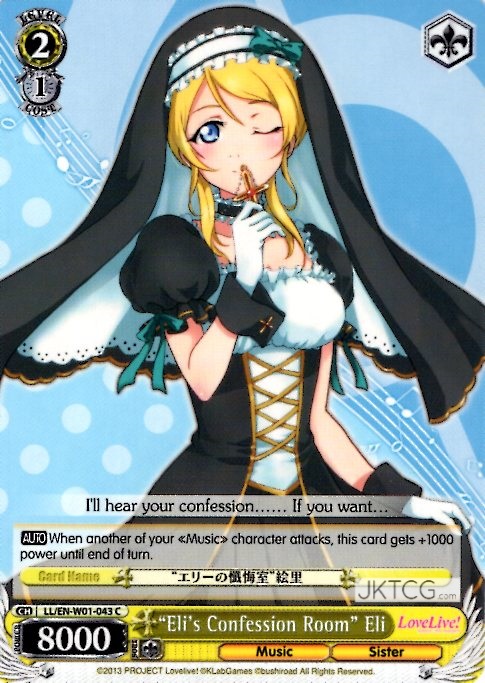 LEVEL
2
1
COST
I'll hear your confession…… If you want…
AUTO When another of your «Music» character attacks, this card gets +1000
power until end of turn.
Card Name
"エリーの懺悔室"絵里
JKTCG.com
CH LL/EN-W01-043 C
POWER
8000
SOUL
"Eli's Confession Room" Eli
LoveLive!
Music
Sister
©2013 PROJECT Lovelive! ©KLabGames ©bushiroad All Rights Reserved.